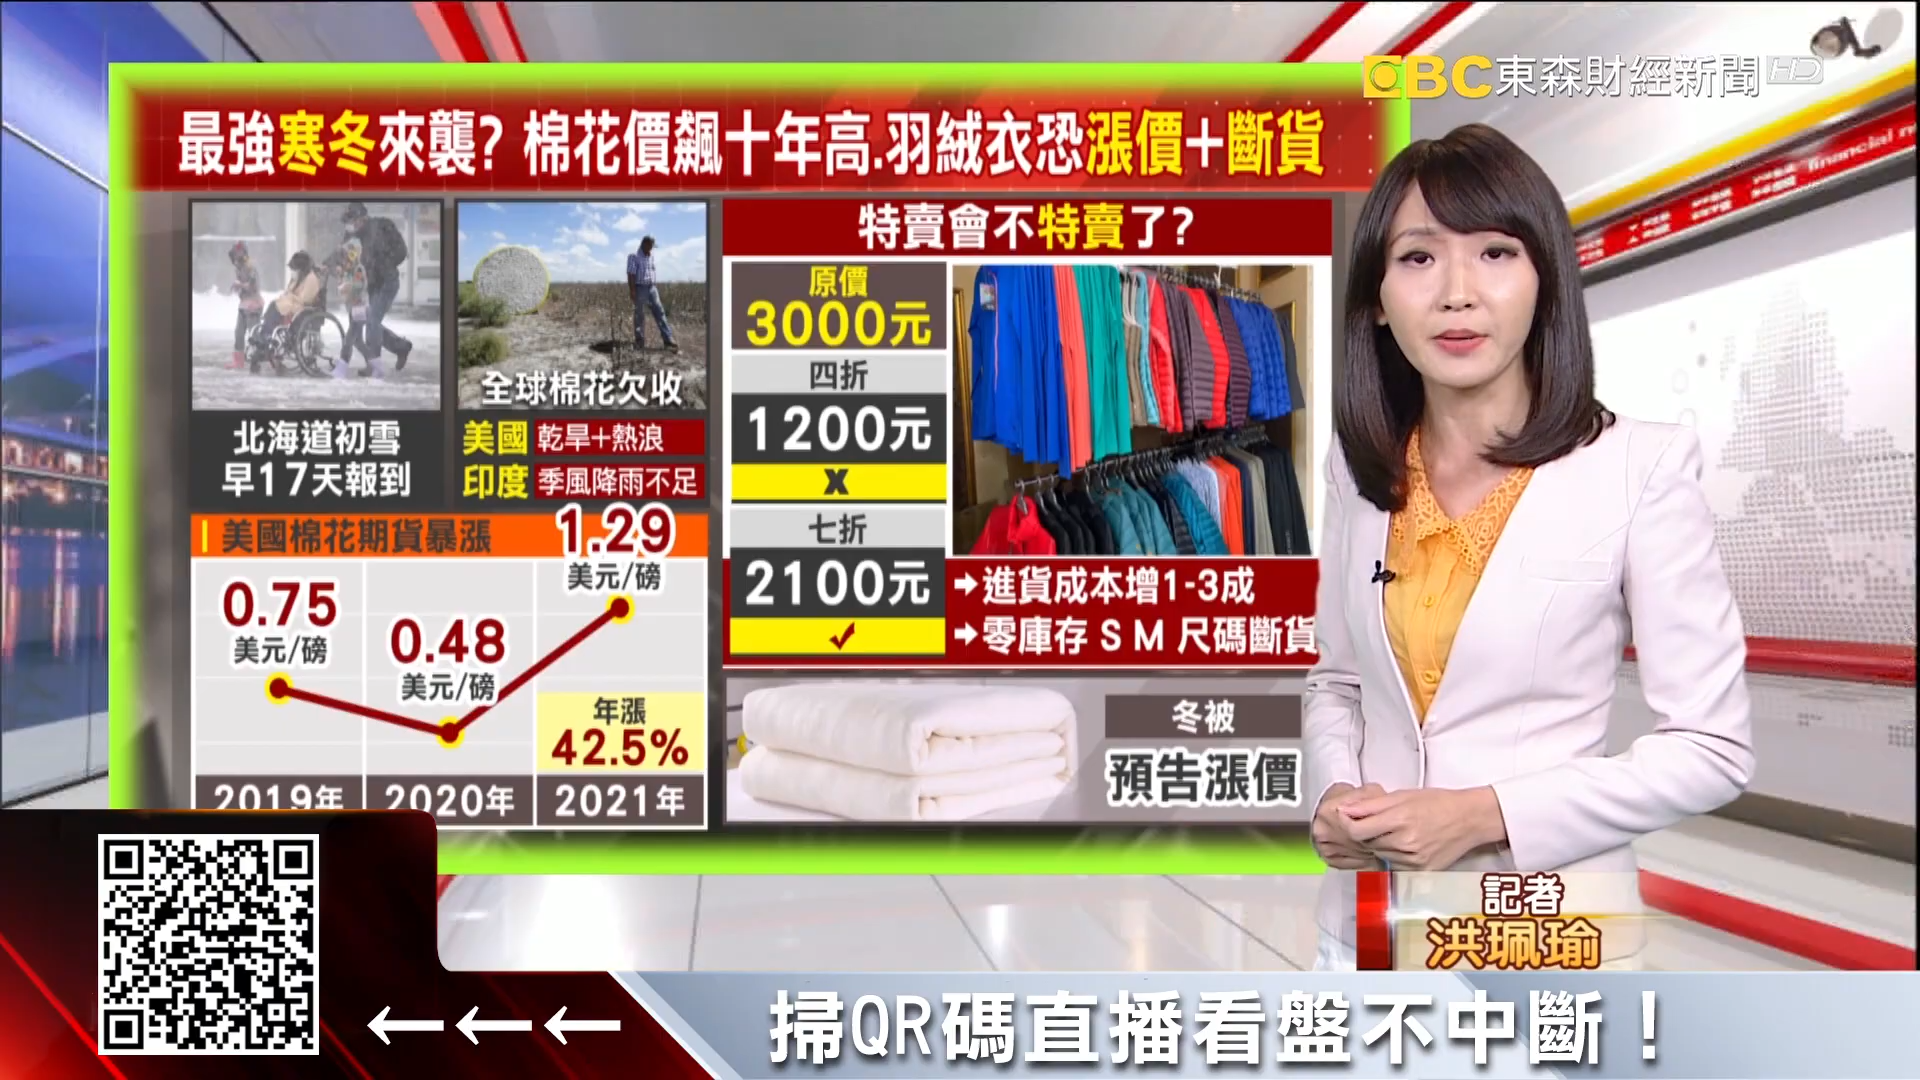 EBC東森財經新聞HD
最強寒冬來襲? 棉花價飆十年高.羽絨衣恐漲價+斷貨
financial
北海道初雪
早17天報到
全球棉花欠收
美國 乾旱+熱浪
印度 季風降雨不足
美國棉花期貨暴漲
0.75
美元/磅
0.48
美元/磅
1.29
美元/磅
年漲
42.5%
2019年 2020年 2021年
特賣會不特賣了?
原價
3000元
四折
1200元
X
七折
2100元
➡進貨成本增1-3成
➡零庫存 S M 尺碼斷貨
冬被
預告漲價
記者
洪珮瑜
←←← 掃QR碼直播看盤不中斷！